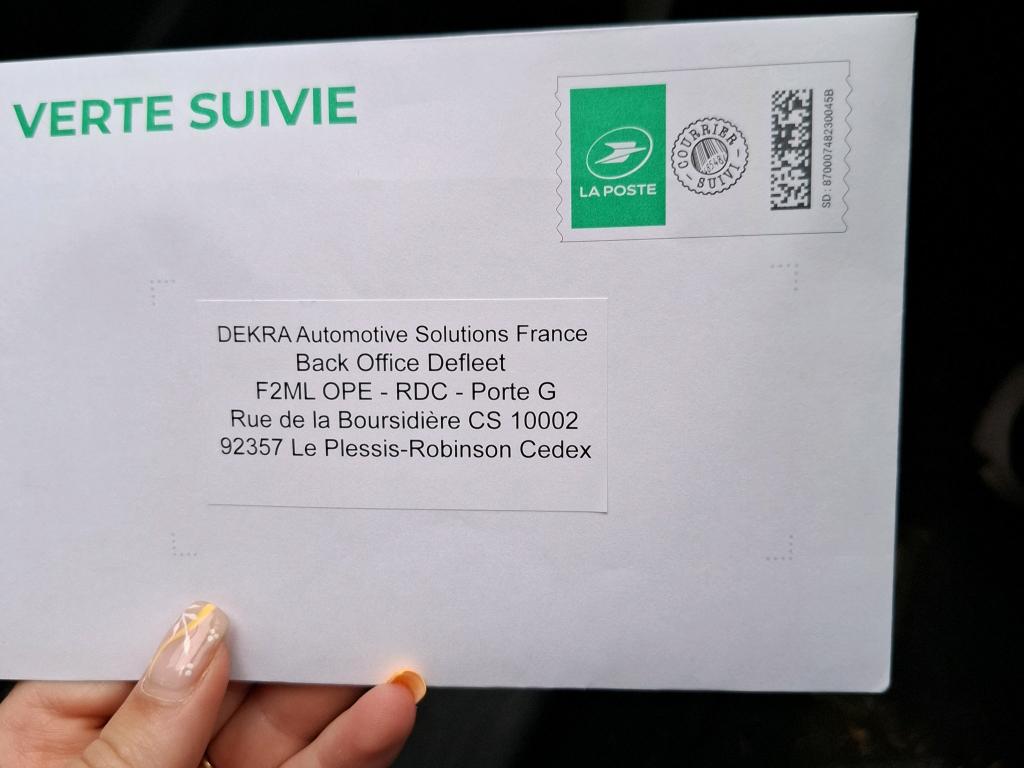 VERTE SUIVIE
LA POSTE
COURRIER
SUIVI
SD : 87000748230045B
DEKRA Automotive Solutions France
Back Office Defleet
F2ML OPE - RDC - Porte G
Rue de la Boursidière CS 10002
92357 Le Plessis-Robinson Cedex